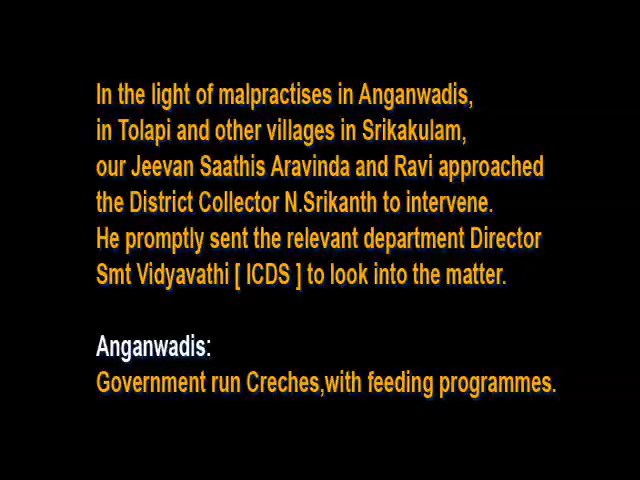 In the light of malpractises in Anganwadis,
in Tolapi and other villages in Srikakulam,
our Jeevan Saathis Aravinda and Ravi approached
the District Collector N.Srikanth to intervene.
He promptly sent the relevant department Director
Smt Vidyavathi [ ICDS ] to look into the matter.
Anganwadis:
Government run Creches,with feeding programmes.